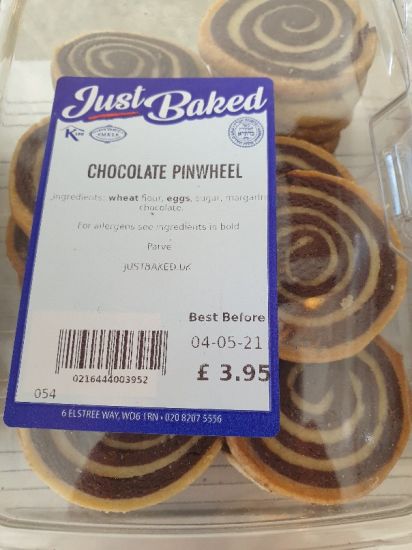 Just Baked
CHOCOLATE PINWHEEL
Ingredients: wheat flour, eggs, sugar, margarine
chocolate.
For allergens see ingredients in bold
Parve
JUSTBAKED.UK
Best Before
04-05-21
£ 3.95
0216444003952
054
6 ELSTREE WAY, WD6 1RN • 020 8207 5556